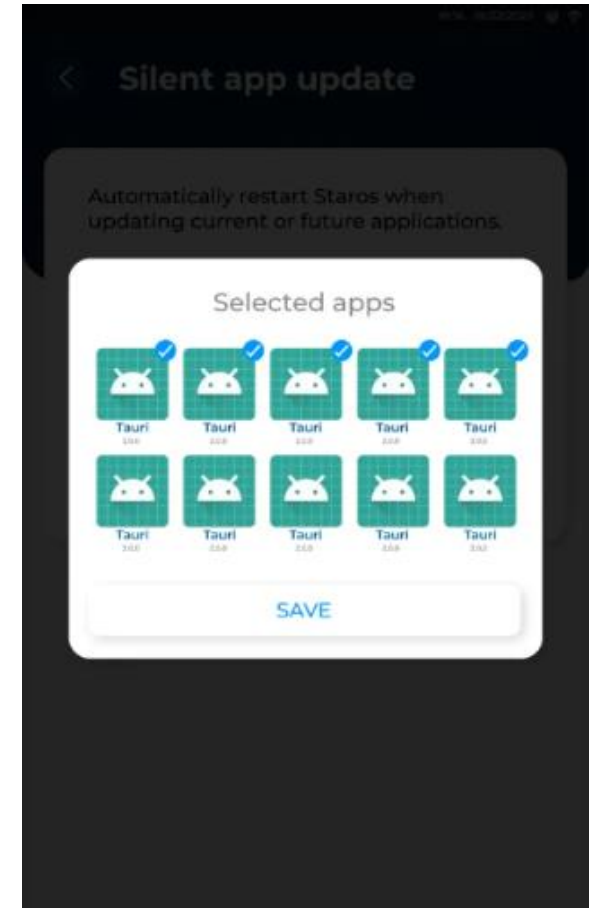 Silent app update
Automatically restart Staros when
updating current or future applications.
Selected apps
Tauri Tauri Tauri Tauri Tauri
Tauri Tauri Tauri Tauri Tauri
SAVE